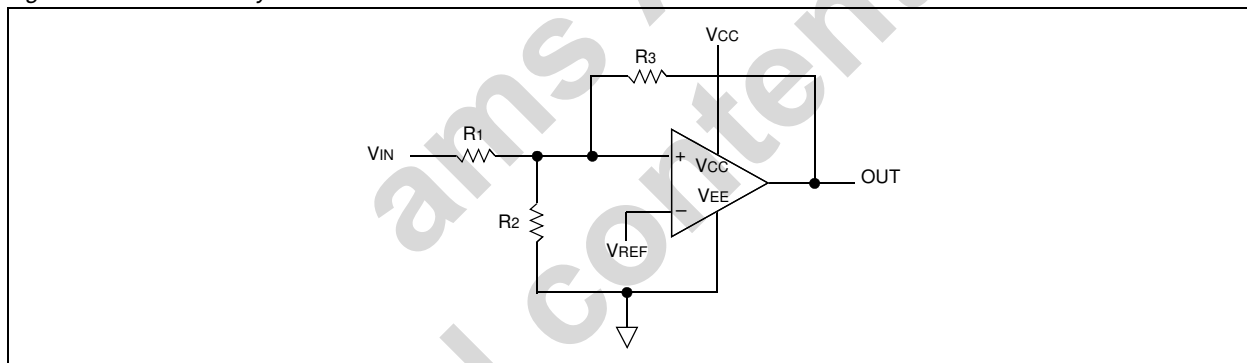 VCC
R3
R1
VIN
+
VCC
OUT
VEE
R2
–
VREF
ams
content